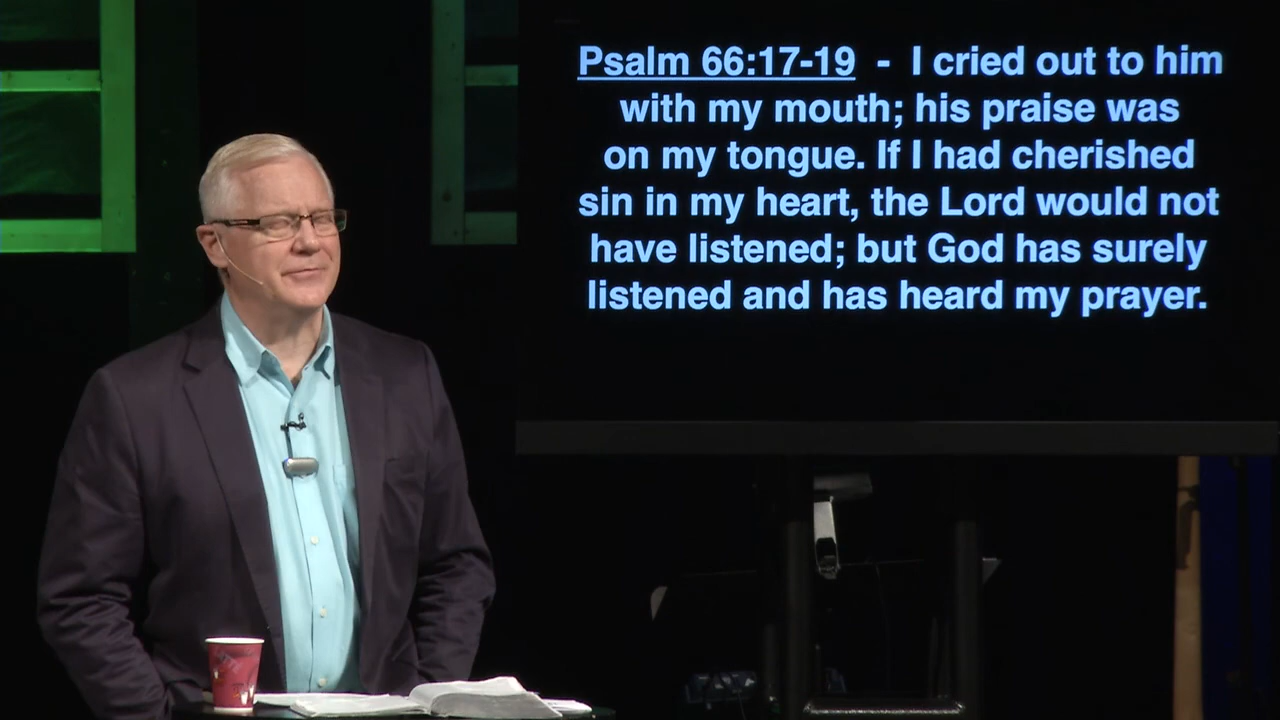 Psalm 66:17-19 - I cried out to him
with my mouth; his praise was
on my tongue. If I had cherished
sin in my heart, the Lord would not
have listened; but God has surely
listened and has heard my prayer.